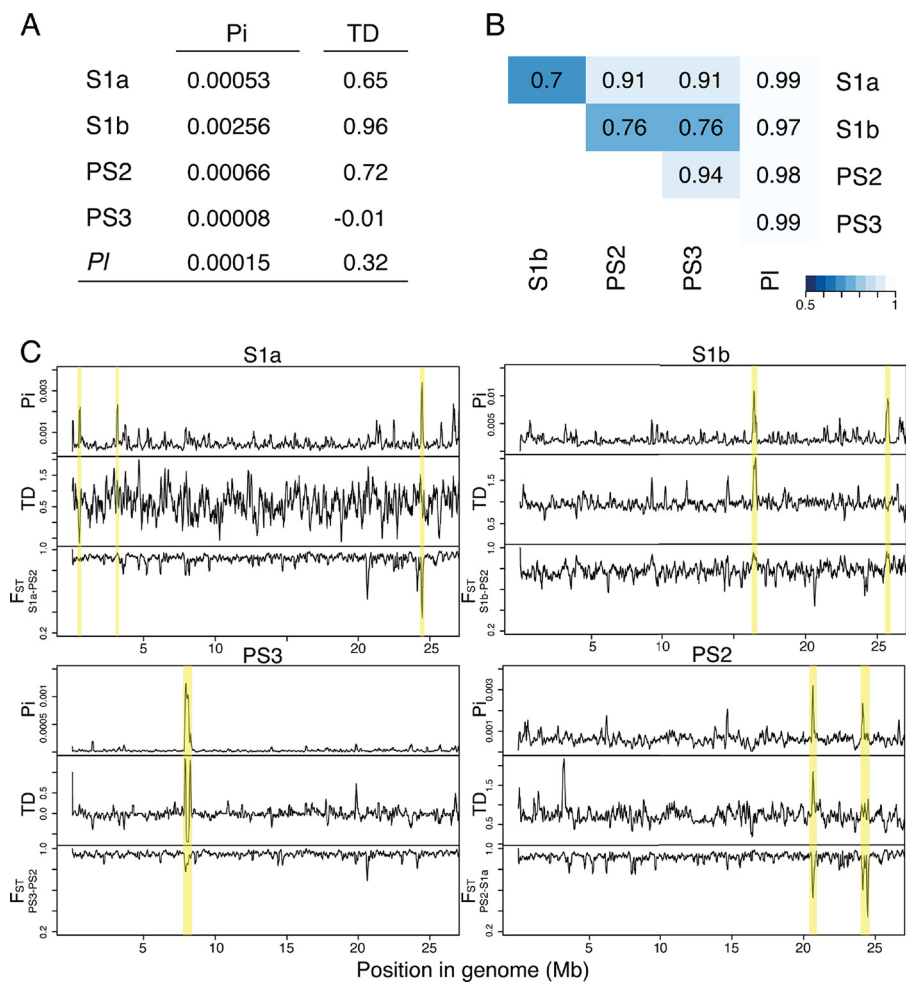 A
Pi TD
S1a 0.00053 0.65
S1b 0.00256 0.96
PS2 0.00066 0.72
PS3 0.00008 -0.01
Pl 0.00015 0.32
B
0.7 0.91 0.91 0.99 S1a
0.76 0.76 0.97 S1b
0.94 0.98 PS2
0.99 PS3
S1b PS2 PS3 Pl
0.5 1
C
S1a
Pi
0.003
0.001
TD
1.5
0.5
FST
S1a-PS2
1.0
0.2
5 10 15 20 25
S1b
Pi
0.01
0.005
TD
1.5
0.5
FST
S1b-PS2
1.0
0.2
5 10 15 20 25
PS3
Pi
0.001
0.0005
TD
0.5
0.0
FST
PS3-PS2
1.0
0.2
5 10 15 20 25
PS2
Pi
0.003
0.001
TD
1.5
0.5
FST
PS2-S1a
1.0
0.2
5 10 15 20 25
Position in genome (Mb)